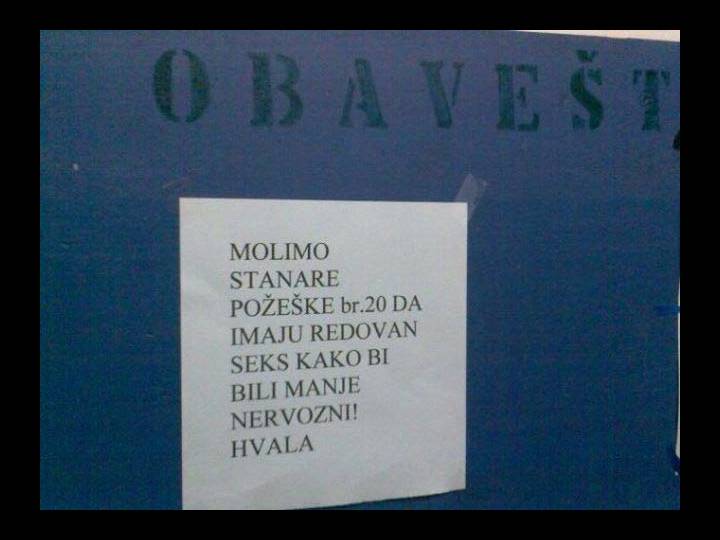 OBAVEŠT
MOLIMO
STANARE
POŽEŠKE br.20 DA
IMAJU REDOVAN
SEKS KAKO BI
BILI MANJE
NERVOZNI!
HVALA